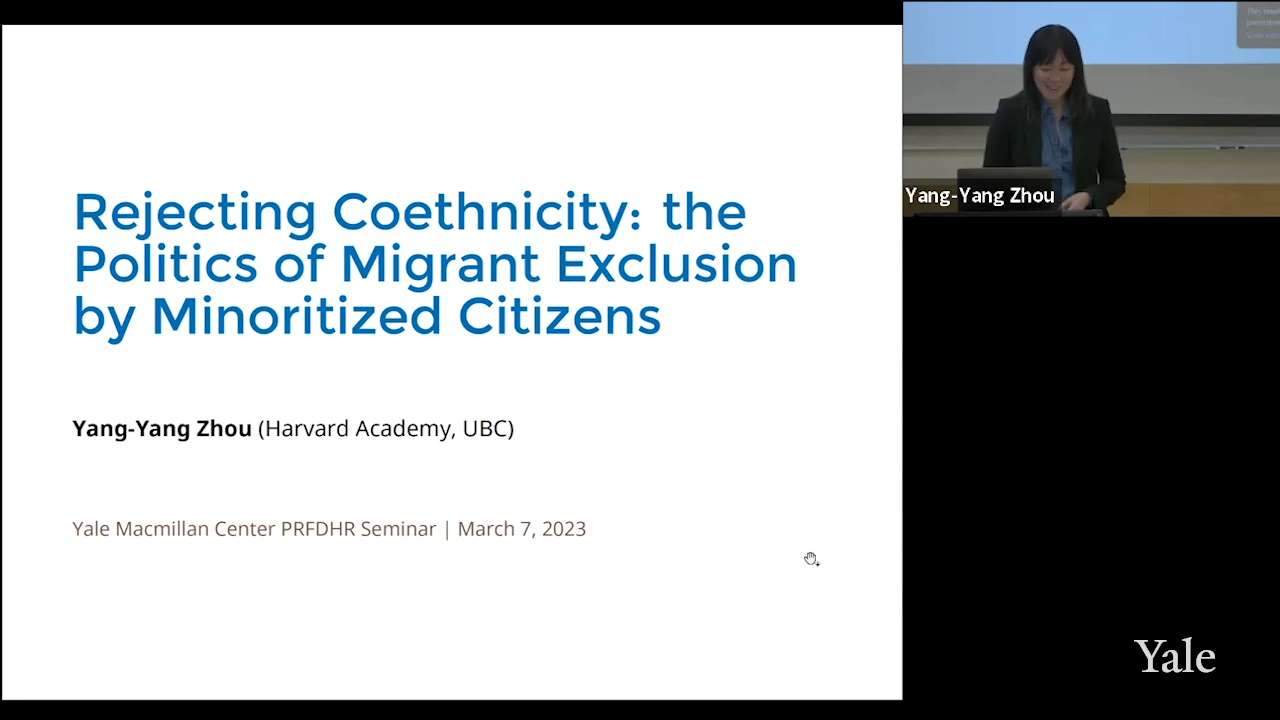 Rejecting Coethnicity: the
Politics of Migrant Exclusion
by Minoritized Citizens
Yang-Yang Zhou (Harvard Academy, UBC)
Yale Macmillan Center PRFDHR Seminar | March 7, 2023
Yang-Yang Zhou
Yale